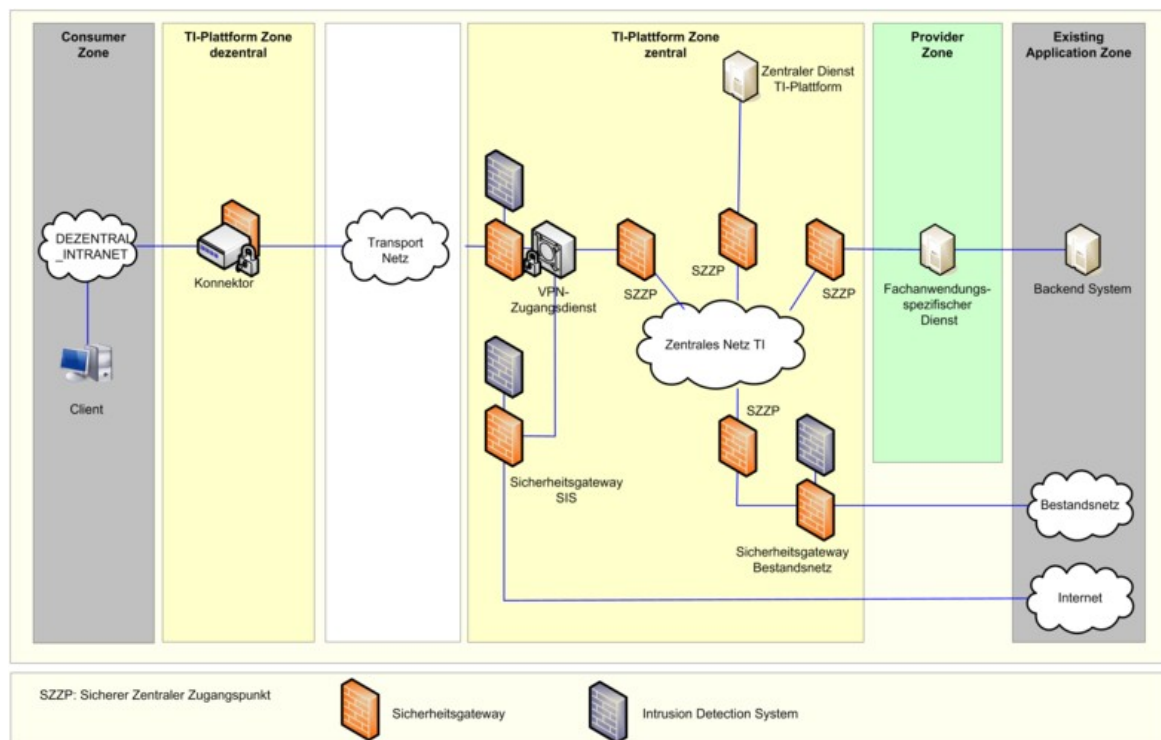 Consumer
Zone
TI-Plattform Zone
dezentral
TI-Plattform Zone
zentral
Provider
Zone
Existing
Application Zone
Zentraler Dienst
TI-Plattform
DEZENTRAL
_INTRANET
Konnektor
Transport
Netz
VPN-
Zugangsdienst
SZZP
SZZP
SZZP
Fachanwendungs-
spezifischer
Dienst
Backend System
Zentrales Netz TI
Client
SZZP
Sicherheitsgateway
SIS
Sicherheitsgateway
Bestandsnetz
Bestandsnetz
Internet
SZZP: Sicherer Zentraler Zugangspunkt
Sicherheitsgateway
Intrusion Detection System